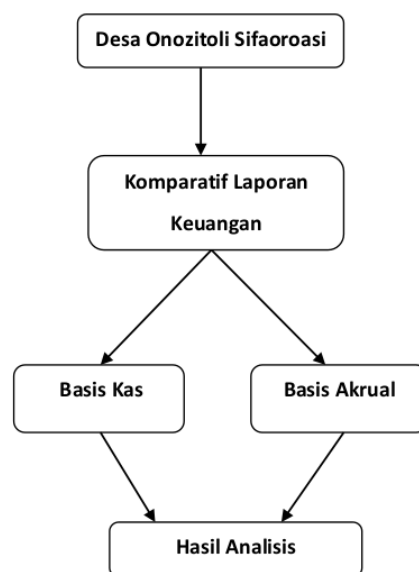 Desa Onozitoli Sifaoroasi
Komparatif Laporan
Keuangan
Basis Kas
Basis Akrual
Hasil Analisis